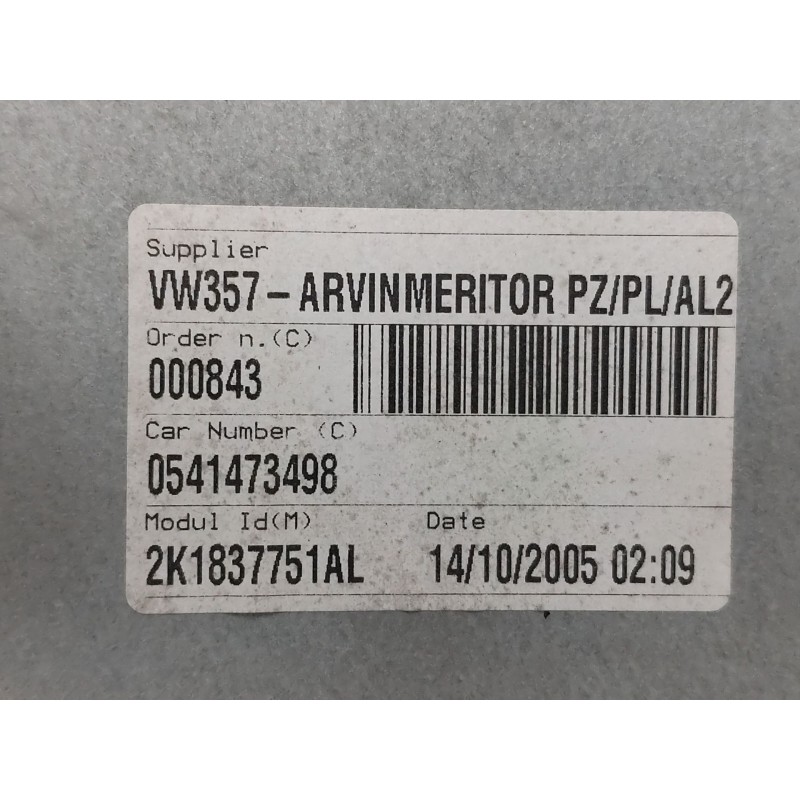 Supplier
VW357 - ARVINMERITOR PZ/PL/AL2
Order n.(C)
000843
Car Number (C)
0541473498
Modul Id(M) Date
2K1837751AL 14/10/2005 02:09